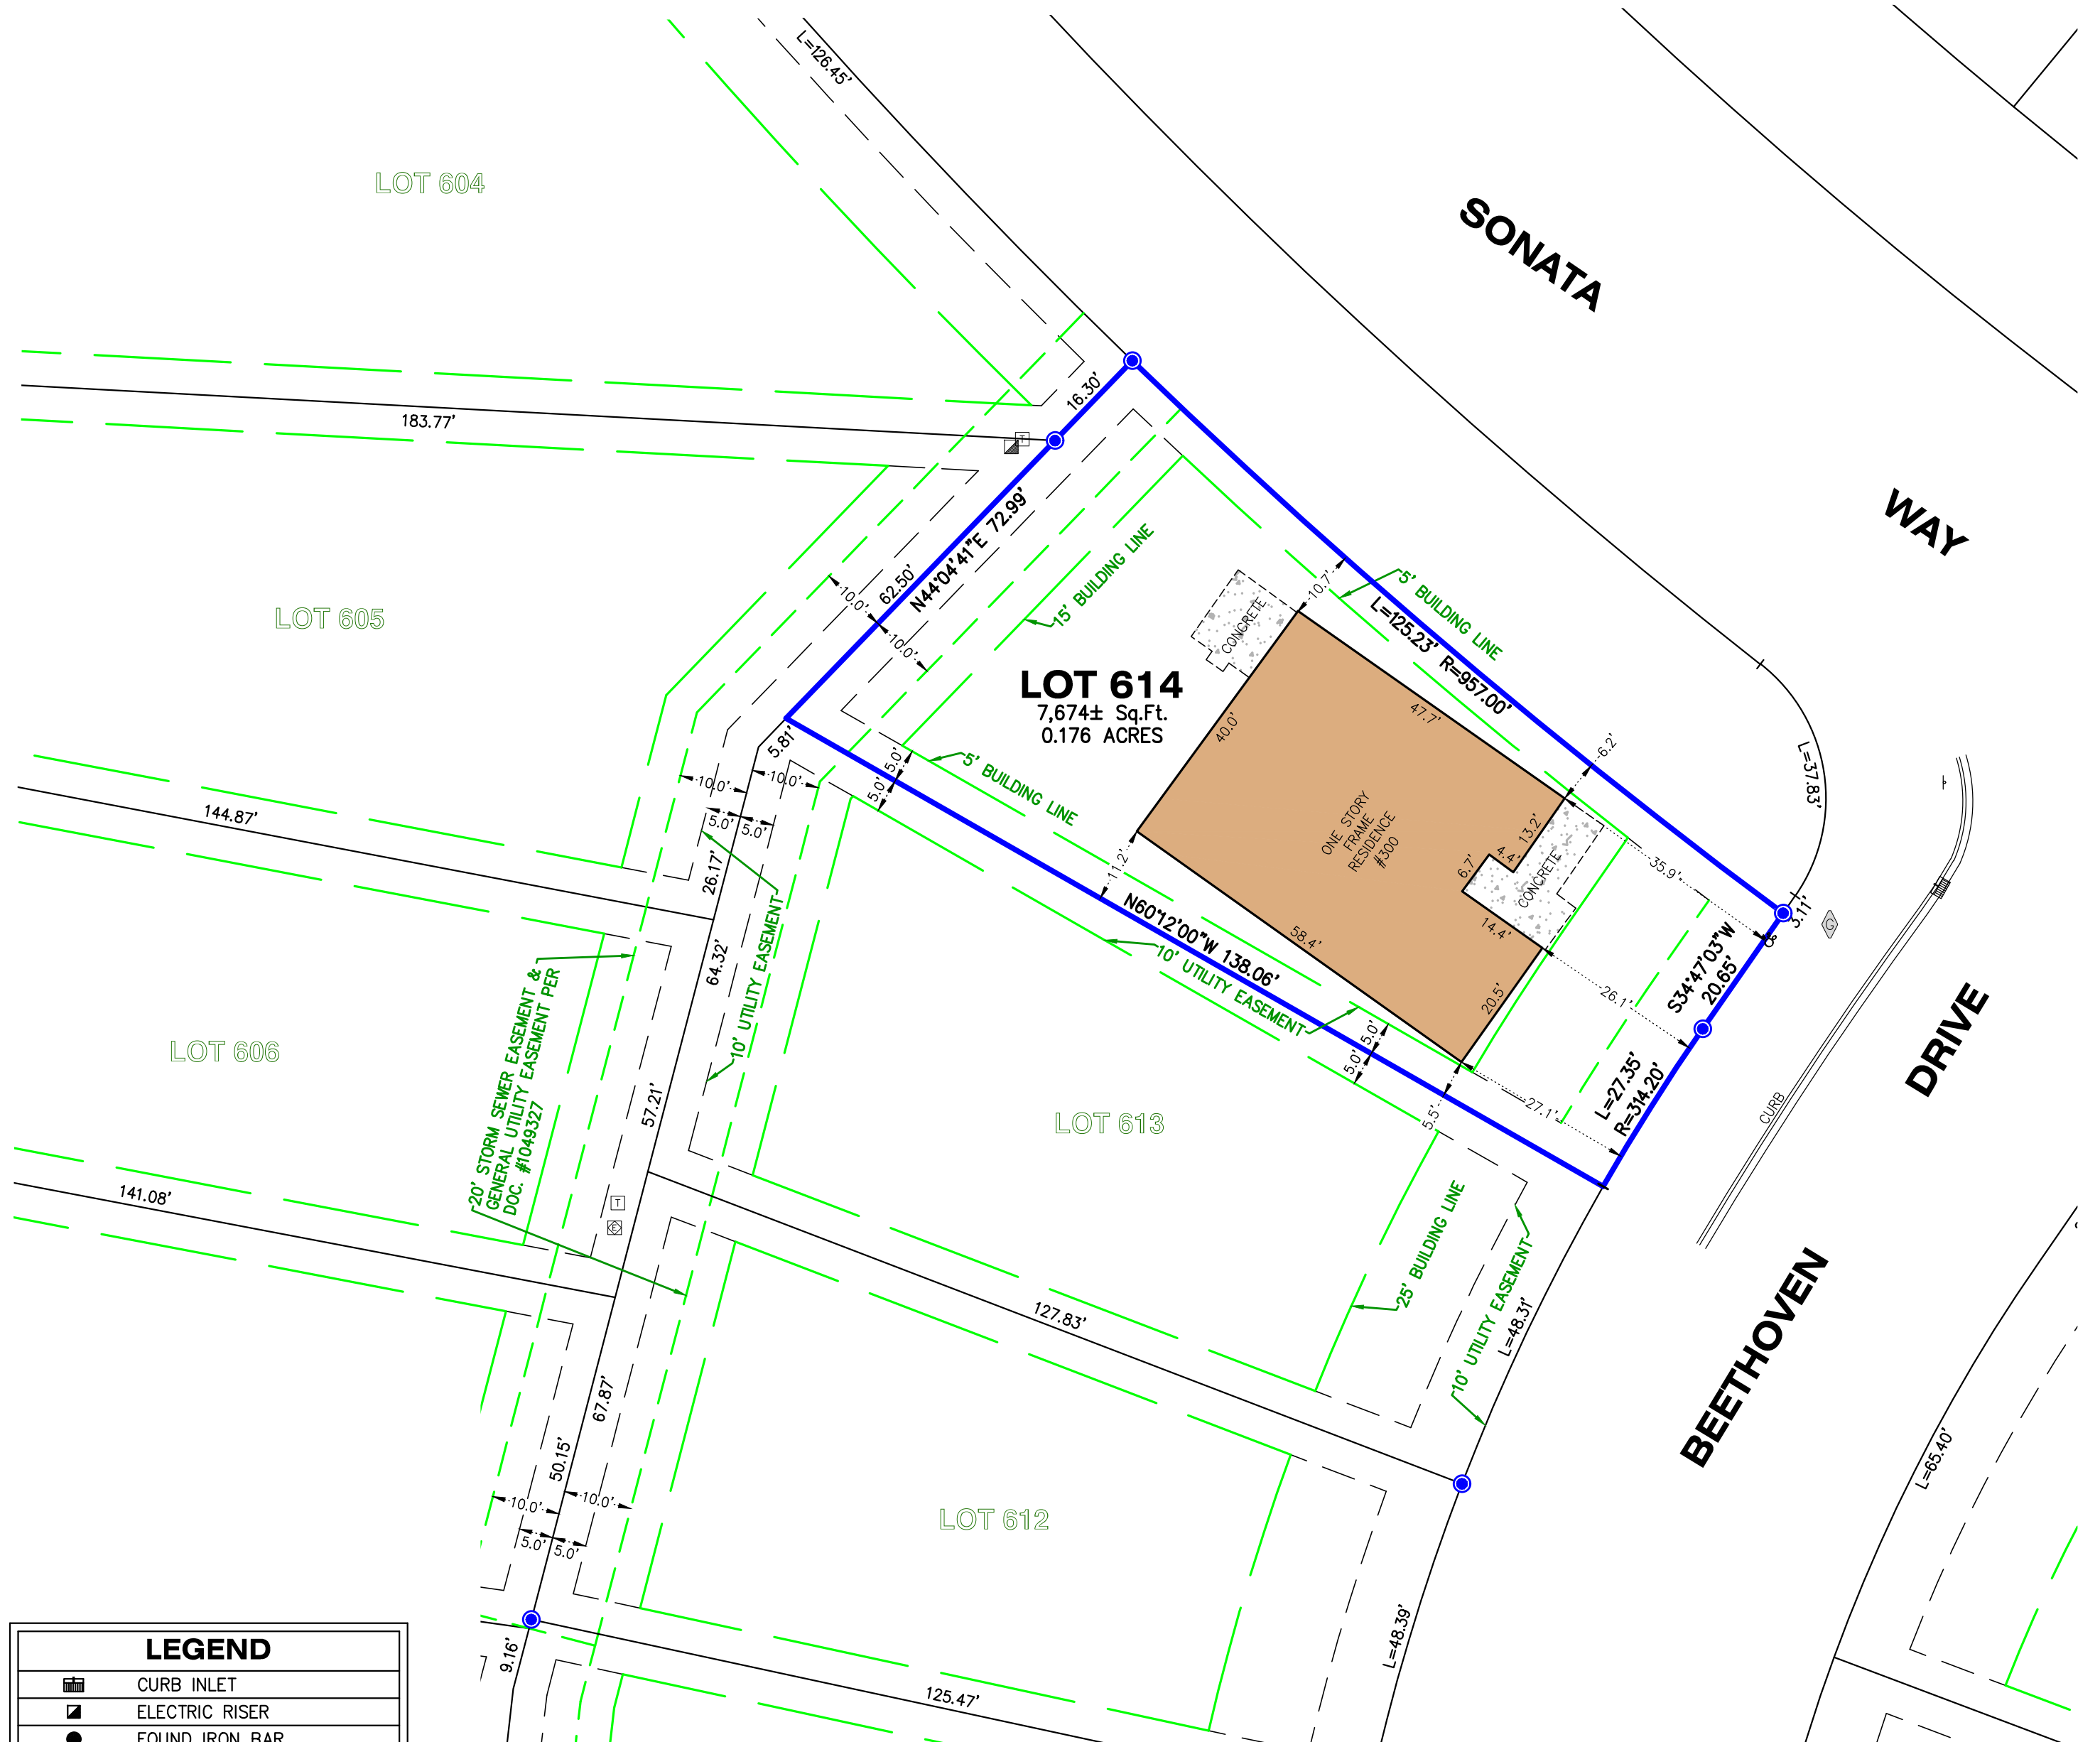 L=126.45'
LOT 604
SONATA
WAY
183.77'
16.30'
T
LOT 605
N44°04'41"E 72.99'
62.50'
10.0'
10.0'
15' BUILDING LINE
5' BUILDING LINE
L=125.23' R=957.00'
10.7'
CONCRETE
LOT 614
7,674± Sq.Ft.
0.176 ACRES
40.0'
47.7'
6.2'
L=37.83'
5.81'
5.0'
5.0'
5' BUILDING LINE
ONE STORY
FRAME
RESIDENCE
#300
13.2'
4.4'
6.7'
CONCRETE
35.9'
3.11'
G
144.87'
10.0'
10.0'
5.0'
5.0'
26.17'
11.2'
N60°12'00"W 138.06'
10' UTILITY EASEMENT
58.4'
14.4'
20.5'
26.1'
S34°47'03"W
20.65'
64.32'
10' UTILITY EASEMENT
20' STORM SEWER EASEMENT &
GENERAL UTILITY EASEMENT PER
DOC. #1049327
LOT 606
57.21'
LOT 613
5.0'
5.0'
5.5'
27.1'
L=27.35'
R=314.20'
CURB
DRIVE
BEETHOVEN
141.08'
T
E
127.83'
25' BUILDING LINE
10' UTILITY EASEMENT
L=48.31'
67.87'
50.15'
10.0'
10.0'
5.0'
5.0'
LOT 612
L=65.40'
L=48.39'
9.16'
125.47'
LEGEND
CURB INLET
ELECTRIC RISER
FOUND IRON BAR